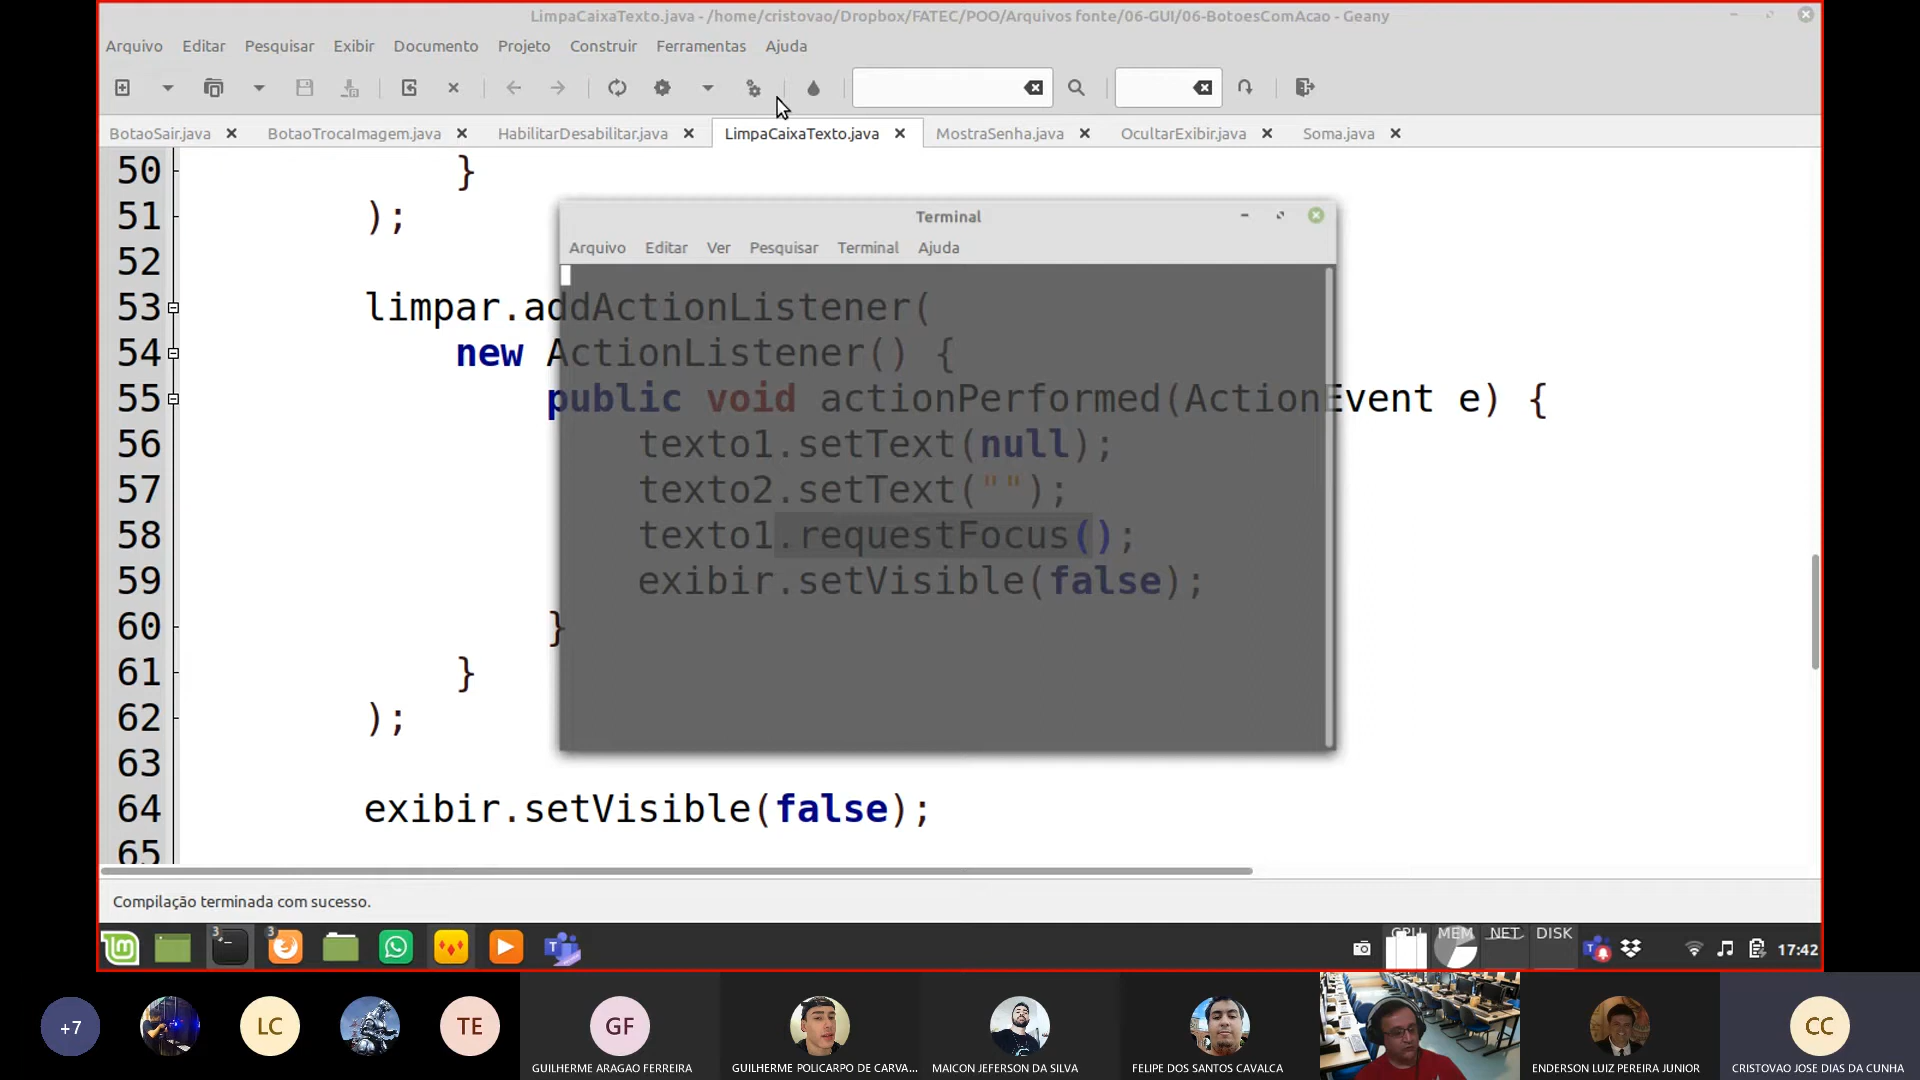 LimpaCaixaTexto.java - /home/cristovao/Dropbox/FATEC/POO/Arquivos fonte/06-GUI/06-BotoesComAcao - Geany
Arquivo Editar Pesquisar Exibir Documento Projeto Construir Ferramentas Ajuda
BotaoSair.java BotaoTrocaImagem.java HabilitarDesabilitar.java LimpaCaixaTexto.java MostraSenha.java OcultarExibir.java Soma.java
50 }
51 );
52
53 limpar.addActionListener(
54 new ActionListener() {
55 public void actionPerformed(ActionEvent e) {
56 texto1.setText(null);
57 texto2.setText("");
58 texto1.requestFocus();
59 exibir.setVisible(false);
60 }
61 }
62 );
63
64 exibir.setVisible(false);
65
Terminal
Arquivo Editar Ver Pesquisar Terminal Ajuda
Compilação terminada com sucesso.
3 3 CPU MEM NET DISK 17:42
+7 LC TE GF CC
GUILHERME ARAGAO FERREIRA
GUILHERME POLICARPO DE CARVA...
MAICON JEFERSON DA SILVA
FELIPE DOS SANTOS CAVALCA
ENDERSON LUIZ PEREIRA JUNIOR
CRISTOVAO JOSE DIAS DA CUNHA